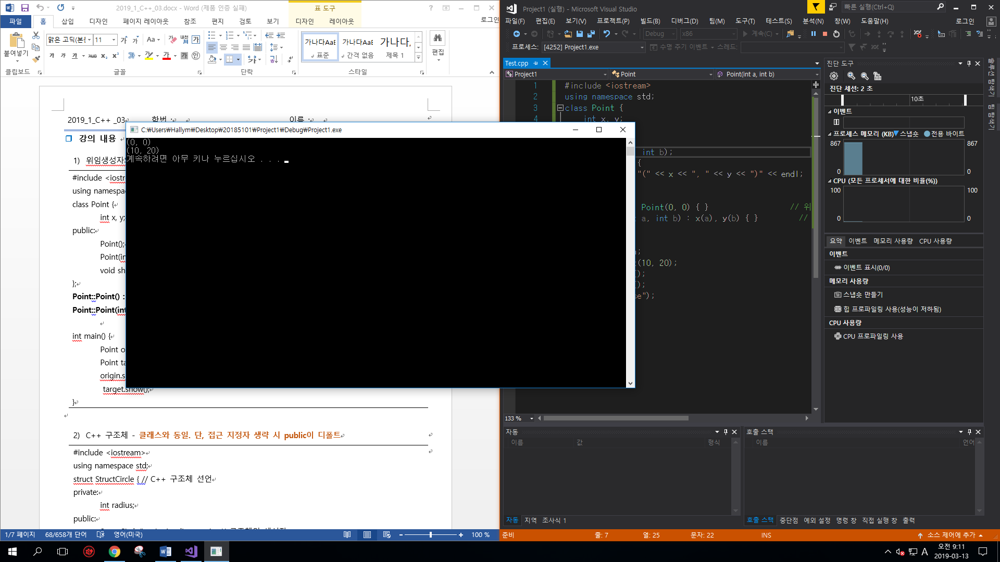 2019_1_C++_03.docx - Word (제품 인증 실패)
표 도구
파일 홈 삽입 디자인 페이지 레이아웃 참조 편지 검토 보기 디자인 레이아웃 로그인
붙여넣기
맑은 고딕(본문
11
가나다AaB 가나다AaB 가나다,
표준 간격 없음 제목 1
편집
클립보드 글꼴 단락 스타일
2019_1_C++ _03 학번 : 이름 :
강의 내용
1) 위임생성자
#include <iostr
using namespac
class Point {
int x, y;
public:
Point();
Point(in
void sh
};
Point::Point() :
Point::Point(int
int main() {
Point o
Point ta
origin.s
target.show();
}
2) C++ 구조체 - 클래스와 동일. 단, 접근 지정자 생략 시 public이 디폴트
#include <iostream>
using namespace std;
struct StructCircle { // C++ 구조체 선언
private:
int radius;
public:
1/7 페이지 68/658개 단어 영어(미국) 100 %
C:₩Users₩Hallym₩Desktop₩20185101₩Project1₩Debug₩Project1.exe
(0, 0)
(10, 20)
계속하려면 아무 키나 누르십시오 . . .
Project1 (실행) - Microsoft Visual Studio
빠른 실행(Ctrl+Q)
파일(F) 편집(E) 보기(V) 프로젝트(P) 빌드(B) 디버그(D) 팀(M) 도구(T) 테스트(S) 분석(N) 창(W) 도움말(H) 로그인
Debug x86 계속(C)
프로세스: [4252] Project1.exe 수명 주기 이벤트 스레드:
Test.cpp
Project1 Point Point(int a, int b)
1 #include <iostream>
2 using namespace std;
3 class Point {
4 int x, y;
int b);
{
"(" << x << ", " << y << ")" << endl;
Point(0, 0) { } // 위
a, int b) : x(a), y(b) { } //
;
(10, 20);
();
();
se");
133 %
진단 도구
진단 세션: 2 초
10초
이벤트
프로세스 메모리 (KB) 스냅숏 전용 바이트
867 867
0 0
CPU (모든 프로세서에 대한 비율(%))
100 100
0 0
요약 이벤트 메모리 사용량 CPU 사용량
이벤트
이벤트 표시(0/0)
메모리 사용량
스냅숏 만들기
힙 프로파일링 사용(성능이 저하됨)
CPU 사용량
CPU 프로파일링 사용
솔루션 탐색기
팀 탐색기
자동
이름 값 형식
자동 지역 조사식 1
호출 스택
이름 언어
호출 스택 중단점 예외 설정 명령 창 직접 실행 창 출력
준비 줄: 7 열: 25 문자: 22 INS 소스 제어에 추가
A
오전 9:11
2019-03-13